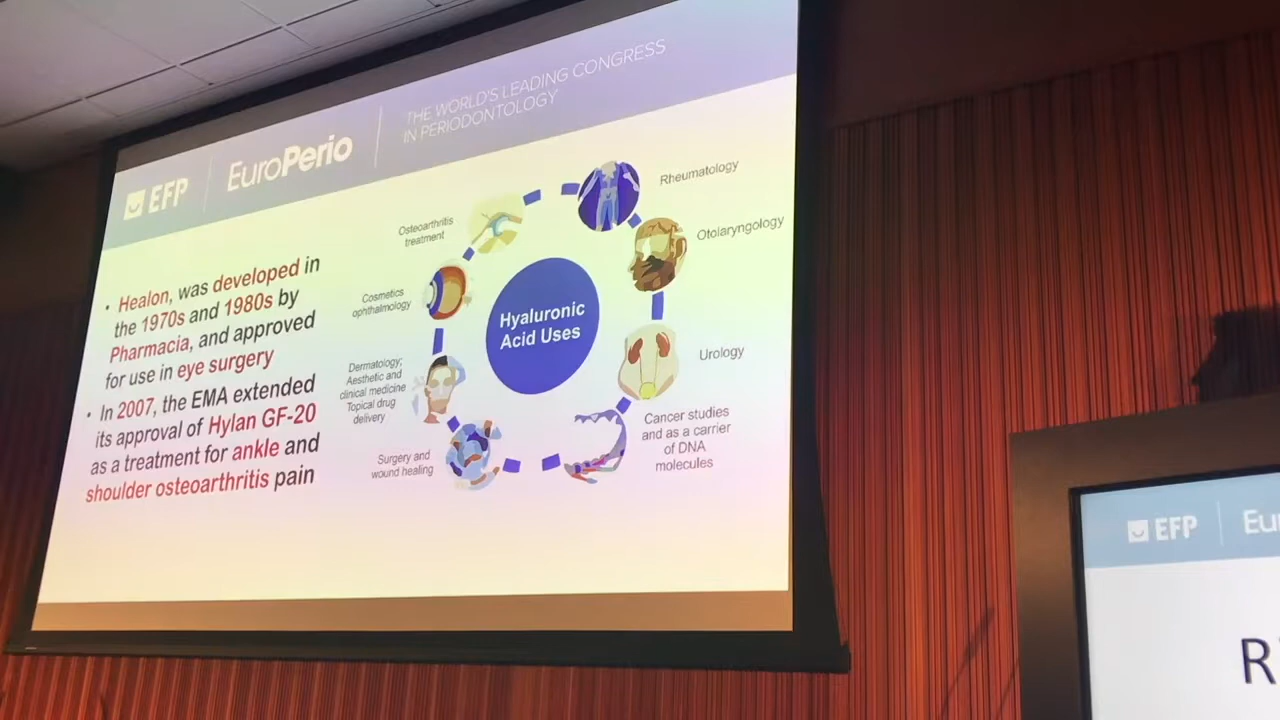 EFP
EuroPerio
THE WORLD'S LEADING CONGRESS
IN PERIODONTOLOGY
• Healon, was developed in
the 1970s and 1980s by
Pharmacia, and approved
for use in eye surgery
• In 2007, the EMA extended
its approval of Hylan GF-20
as a treatment for ankle and
shoulder osteoarthritis pain
Hyaluronic
Acid Uses
Rheumatology
Otolaryngology
Urology
Cancer studies
and as a carrier
of DNA
molecules
Surgery and
wound healing
Dermatology;
Aesthetic and
clinical medicine
Topical drug
delivery
Cosmetics
ophthalmology
Osteoarthritis
treatment
EFP
Eu
R